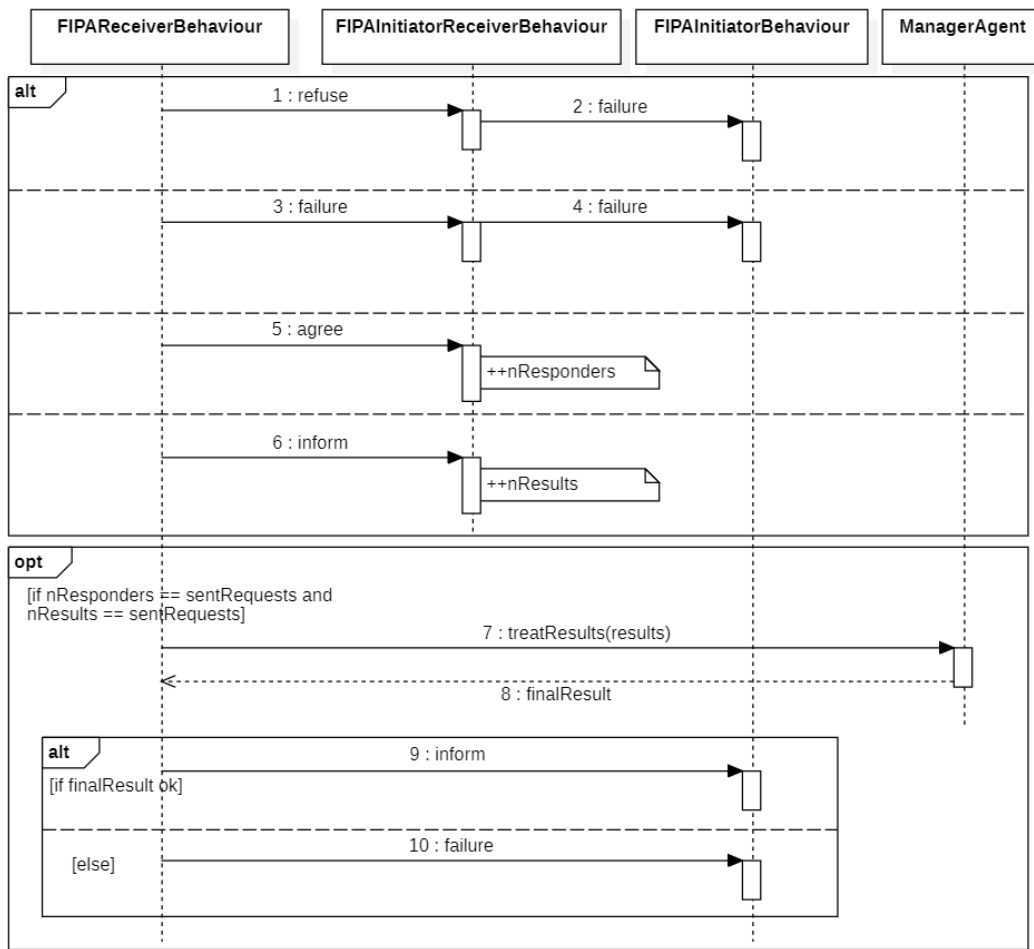 FIPAReceiverBehaviour
FIPAInitiatorReceiverBehaviour
FIPAInitiatorBehaviour
ManagerAgent
alt
1 : refuse
2 : failure
3 : failure
4 : failure
5 : agree
++nResponders
6 : inform
++nResults
opt
[if nResponders == sentRequests and
nResults == sentRequests]
7 : treatResults(results)
8 : finalResult
alt
9 : inform
[if finalResult ok]
10 : failure
[else]